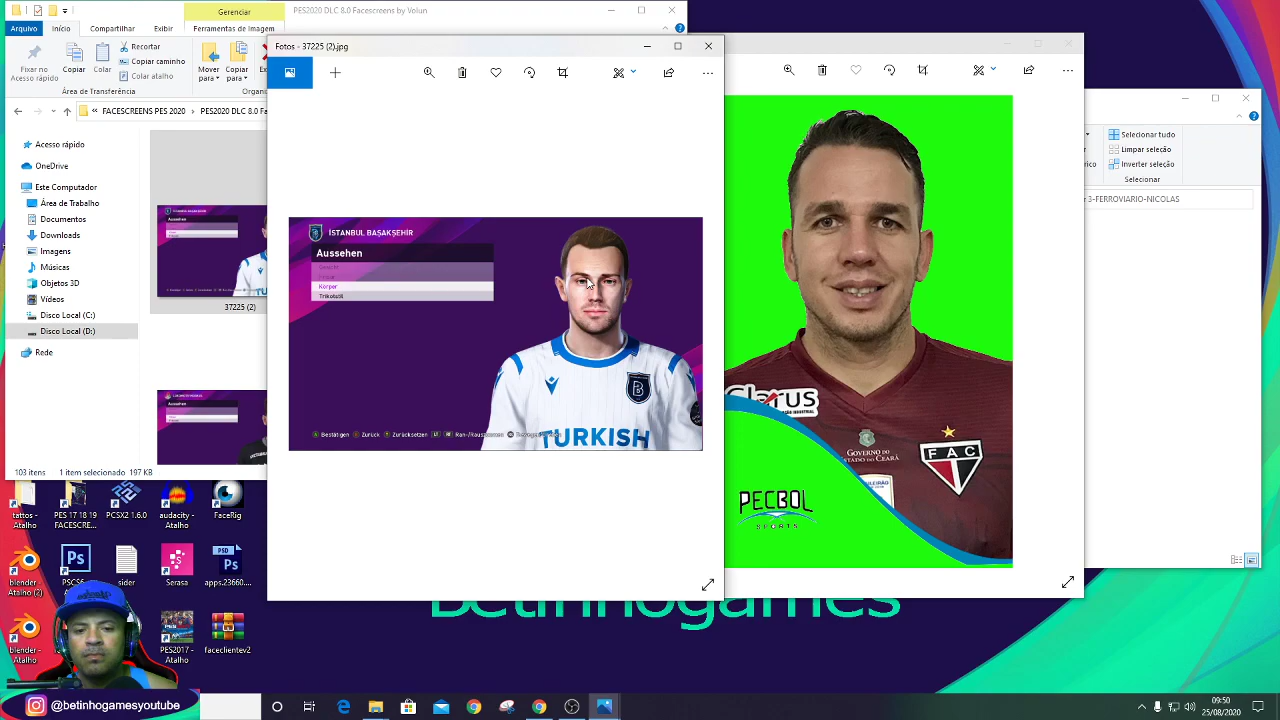 Gerenciar
PES2020 DLC 8.0 Facescreens by Volun
Arquivo
Início
Compartilhar
Exibir
Ferramentas de Imagem
Fixar no
Acesso rápido
Copiar
Colar
Recortar
Copiar caminho
Colar atalho
Mover
para
Copiar
para
Área de Transferência
Organi
FACESCREENS PES 2020
PES2020 DLC 8.0 Fa
Acesso rápido
OneDrive
Este Computador
Área de Trabalho
Documentos
Downloads
Imagens
Músicas
Objetos 3D
Vídeos
Disco Local (C:)
Disco Local (D:)
Rede
37225 (2)
103 itens
1 item selecionado 197 KB
Fotos - 37225 (2).jpg
İSTANBUL BAŞAKŞEHİR
Aussehen
Körper
Trikotstil
Bestätigen
Zurück
Zurücksetzen
TURKISH
Clarus
GOVERNO DO
ESTADO DO CEARÁ
FAC
PECBOL
SPORTS
Selecionar tudo
Limpar seleção
Inverter seleção
Selecionar
3-FERROVIARIO-NICOLAS
tattos -
Atalho
PES 17 18 19
FACESCRE...
PCSX2 1.6.0
audacity -
Atalho
FaceRig
blender -
Atalho (2)
PSCS6
sider
Serasa
apps.23660...
blender -
Atalho
PES2017 -
Atalho
faceclientev2
Betinhogames
@betinhogamesyoutube
09:50
25/08/2020